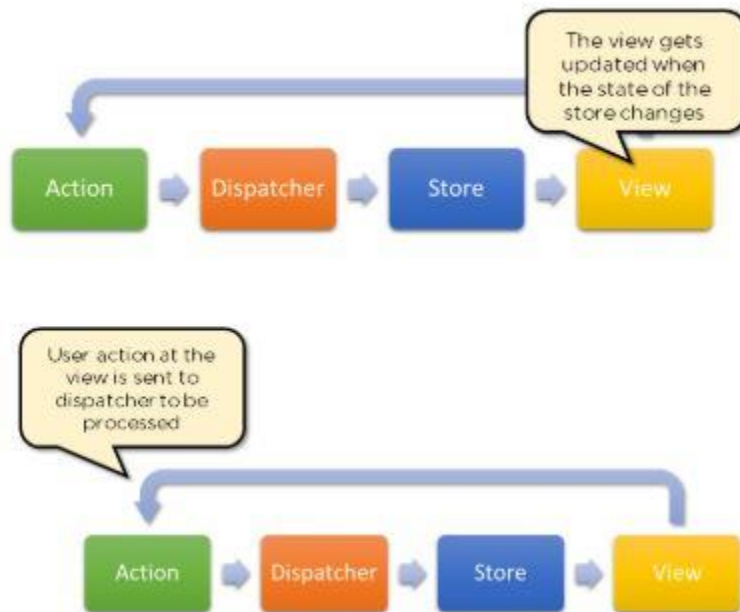 The view gets
updated when
the state of the
store changes
Action
Dispatcher
Store
View
User action at the
view is sent to
dispatcher to be
processed
Action
Dispatcher
Store
View